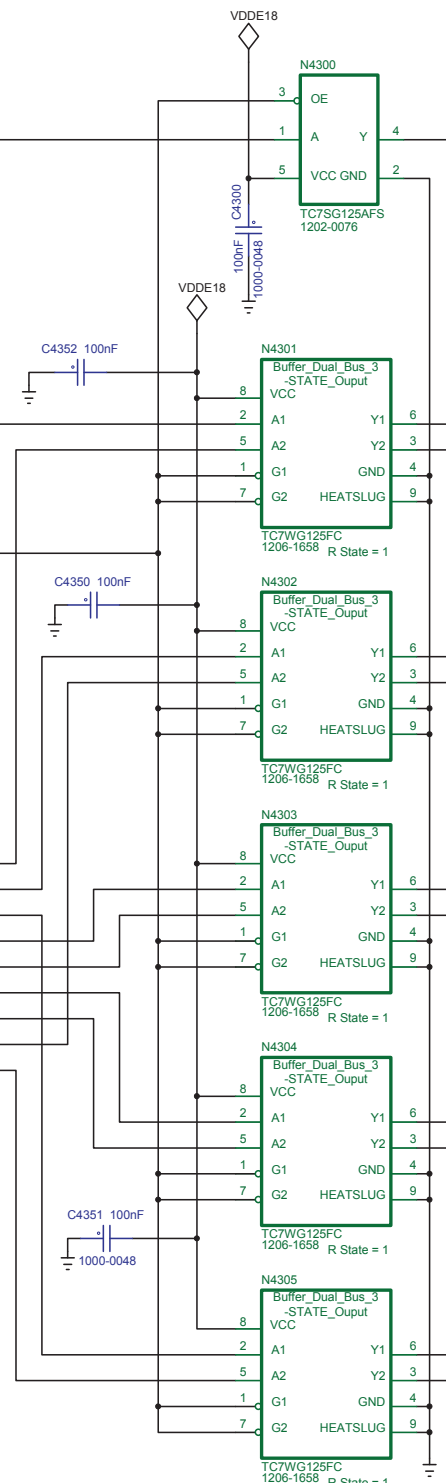 VDDE18
N4300
3 OE
1 A Y 4
5 VCC GND 2
C4300
100nF
1000-0048
TC7SG125AFS
1202-0076
VDDE18
C4352 100nF
N4301
Buffer_Dual_Bus_3
-STATE_Ouput
8 VCC
2 A1 Y1 6
5 A2 Y2 3
1 G1 GND 4
7 G2 HEATSLUG 9
TC7WG125FC
1206-1658 R State = 1
C4350 100nF
N4302
Buffer_Dual_Bus_3
-STATE_Ouput
8 VCC
2 A1 Y1 6
5 A2 Y2 3
1 G1 GND 4
7 G2 HEATSLUG 9
TC7WG125FC
1206-1658 R State = 1
N4303
Buffer_Dual_Bus_3
-STATE_Ouput
8 VCC
2 A1 Y1 6
5 A2 Y2 3
1 G1 GND 4
7 G2 HEATSLUG 9
TC7WG125FC
1206-1658 R State = 1
N4304
Buffer_Dual_Bus_3
-STATE_Ouput
8 VCC
2 A1 Y1 6
5 A2 Y2 3
1 G1 GND 4
7 G2 HEATSLUG 9
TC7WG125FC
1206-1658 R State = 1
C4351 100nF
1000-0048
N4305
Buffer_Dual_Bus_3
-STATE_Ouput
8 VCC
2 A1 Y1 6
5 A2 Y2 3
1 G1 GND 4
7 G2 HEATSLUG 9
TC7WG125FC
1206-1658 R State = 1